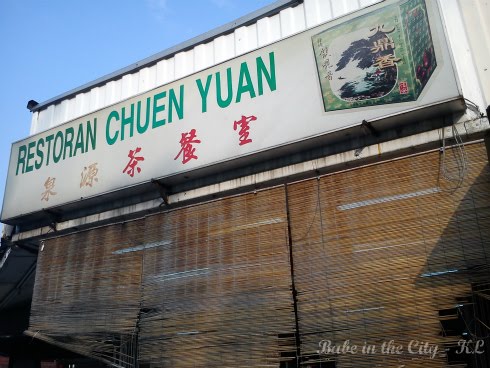 RESTORAN CHUEN YUAN
泉源茶餐室
Babe in the City - KL